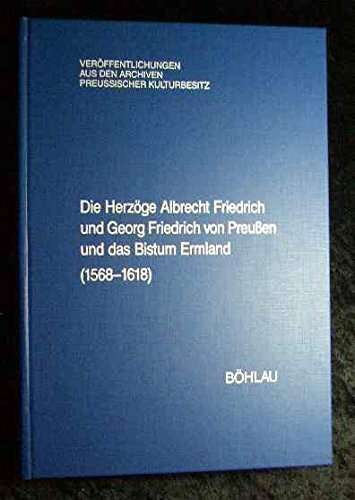 VERÖFFENTLICHUNGEN
AUS DEN ARCHIVEN
PREUSSISCHER KULTURBESITZ
Die Herzöge Albrecht Friedrich
und Georg Friedrich von Preußen
und das Bistum Ermland
(1568–1618)
BÖHLAU